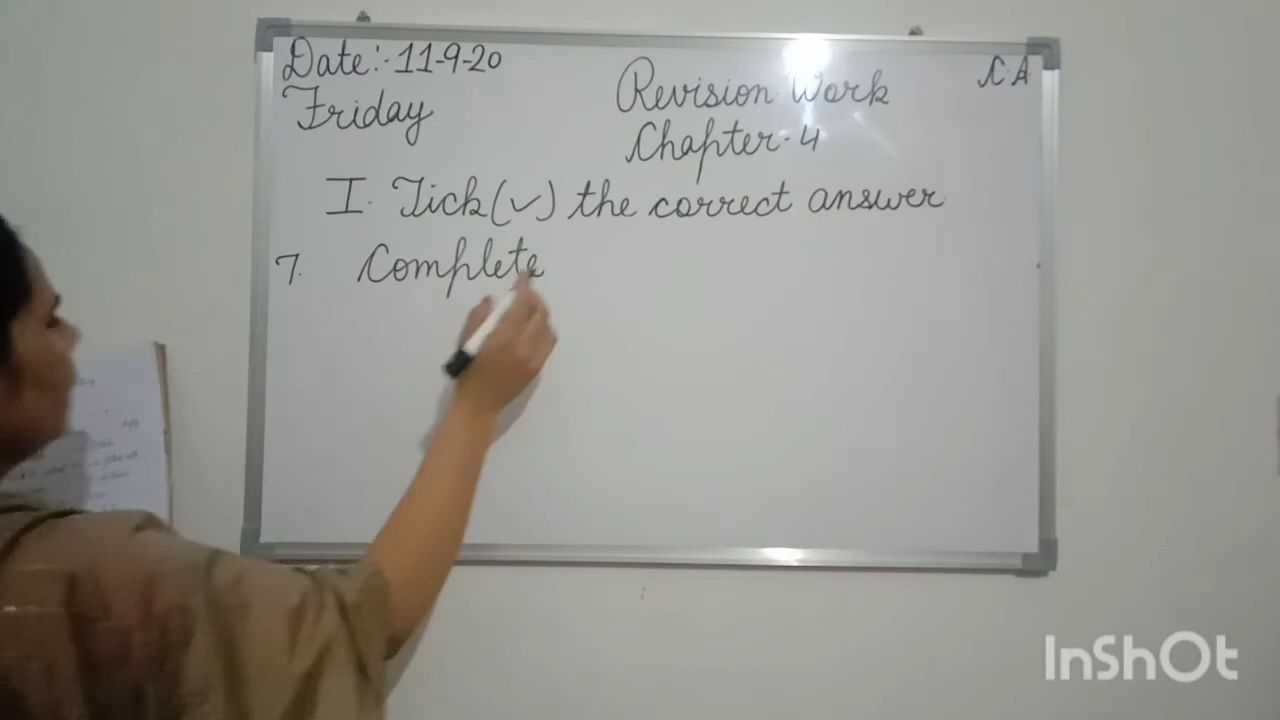 Date:-11-9-20
C.A
Friday
Revision Work
Chapter-4
I. Tick(✓) the correct answer
7. Complete
InShOt